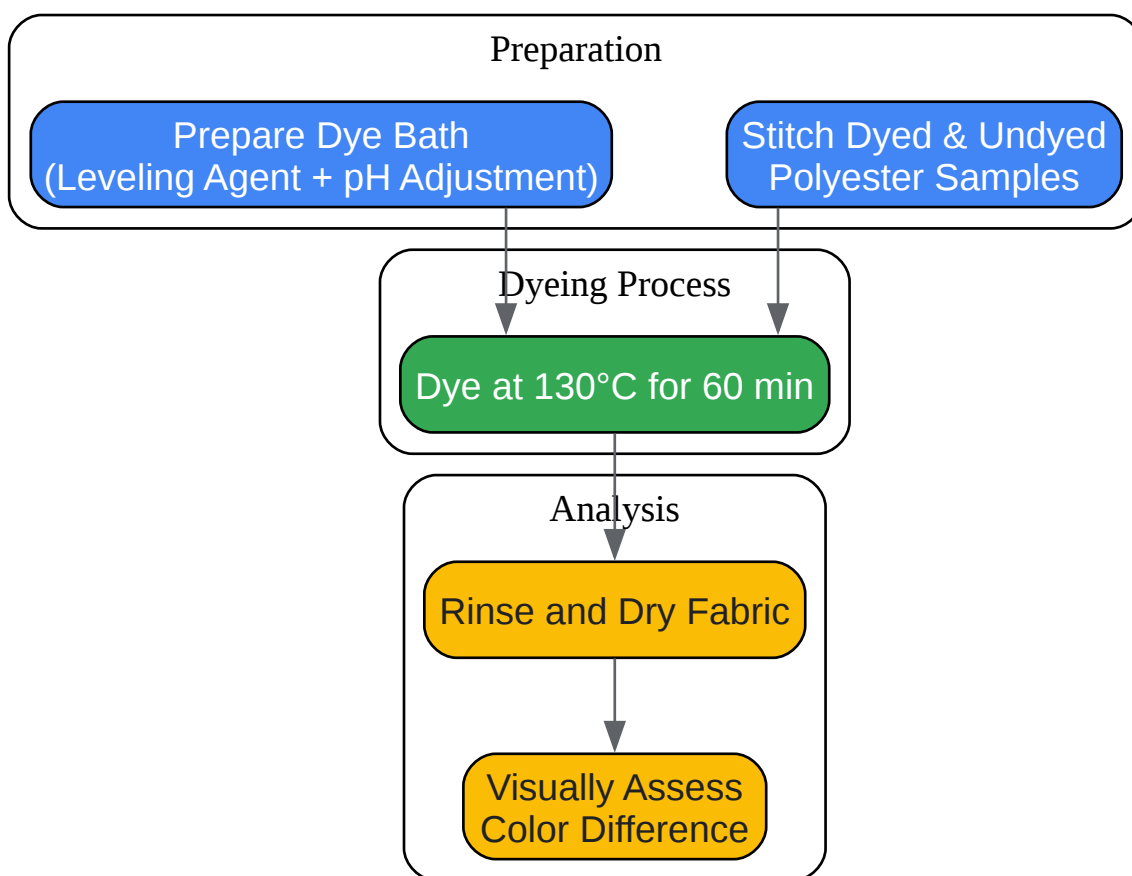 Preparation
Prepare Dye Bath
(Leveling Agent + pH Adjustment)
Stitch Dyed & Undyed
Polyester Samples
Dyeing Process
Dye at 130°C for 60 min
Analysis
Rinse and Dry Fabric
Visually Assess
Color Difference